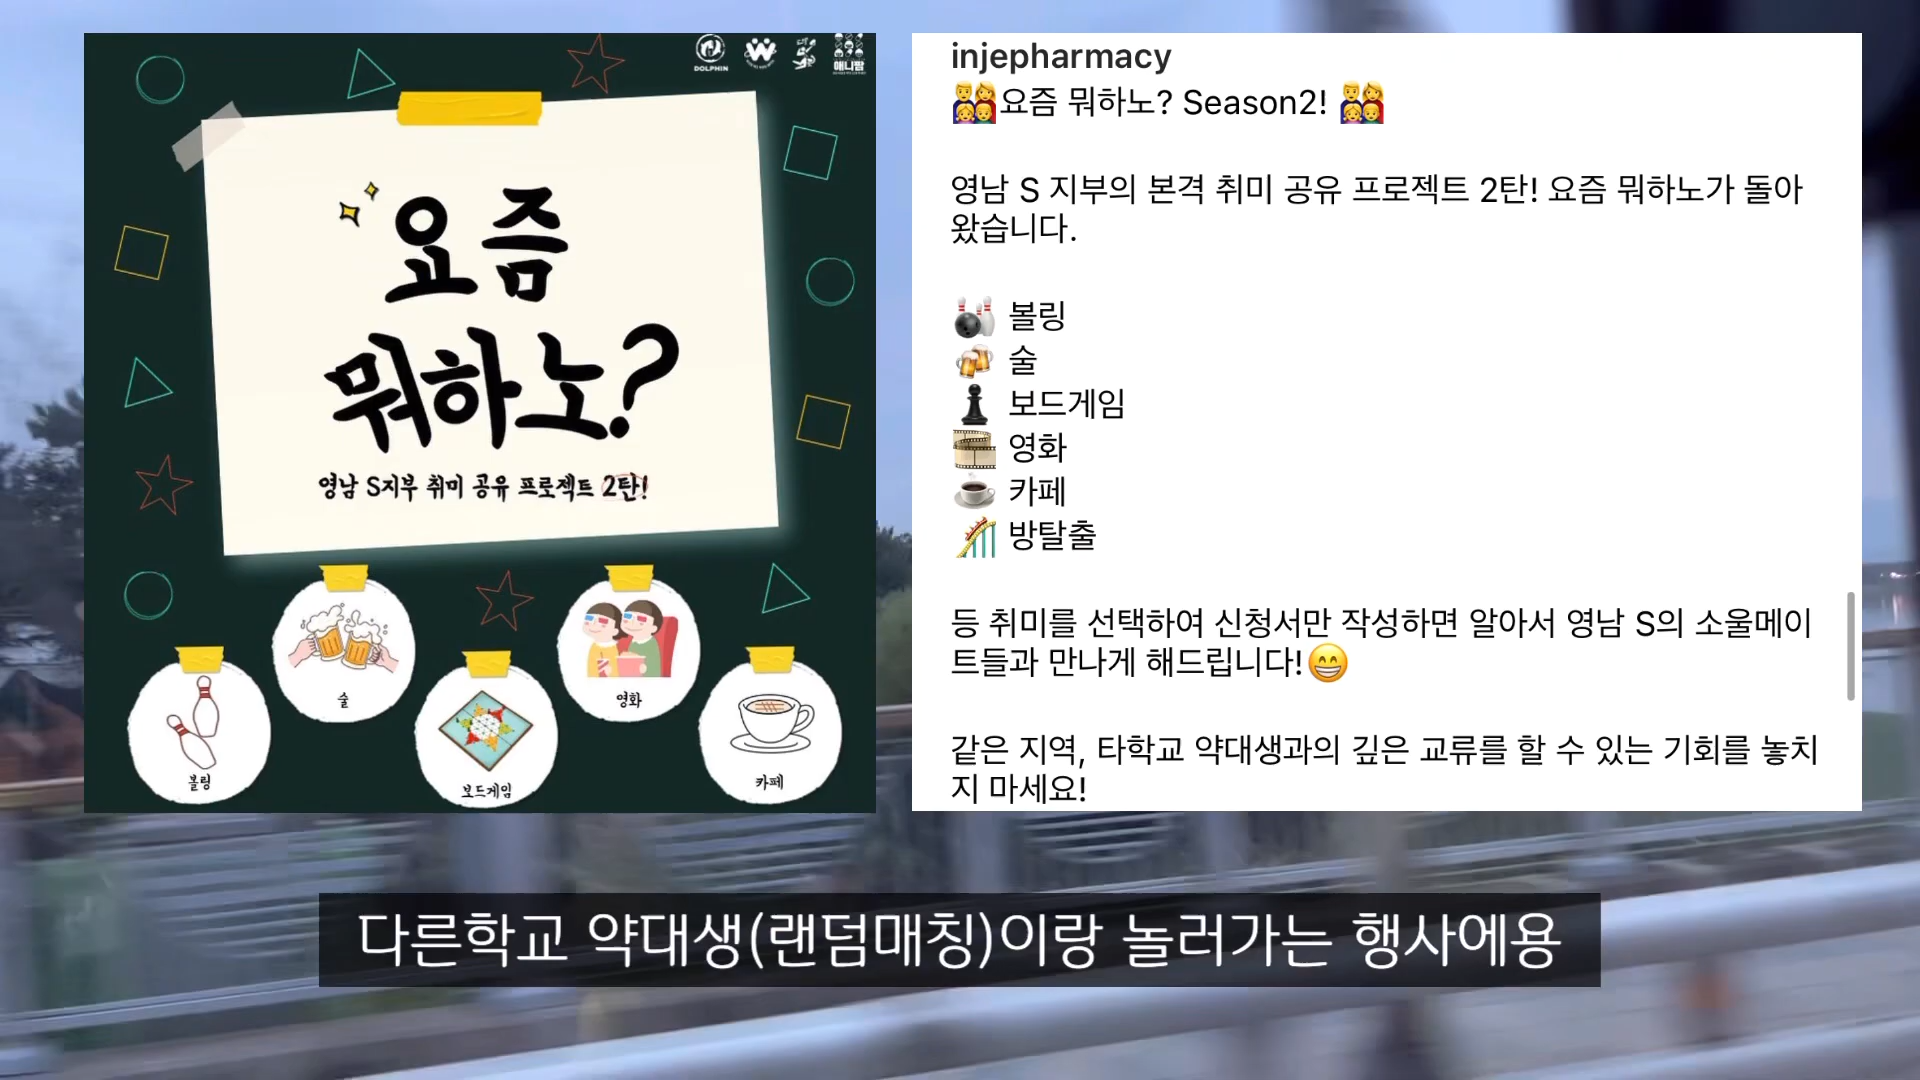 DOLPHIN
애니팜
요즘
뭐하노?
영남 S지부 취미 공유 프로젝트 2탄!
술
영화
볼링
보드게임
카페
injepharmacy
요즘 뭐하노? Season2!
영남 S 지부의 본격 취미 공유 프로젝트 2탄! 요즘 뭐하노가 돌아
왔습니다.
볼링
술
보드게임
영화
카페
방탈출
등 취미를 선택하여 신청서만 작성하면 알아서 영남 S의 소울메이
트들과 만나게 해드립니다!
같은 지역, 타학교 약대생과의 깊은 교류를 할 수 있는 기회를 놓치
지 마세요!
다른학교 약대생(랜덤매칭)이랑 놀러가는 행사에용